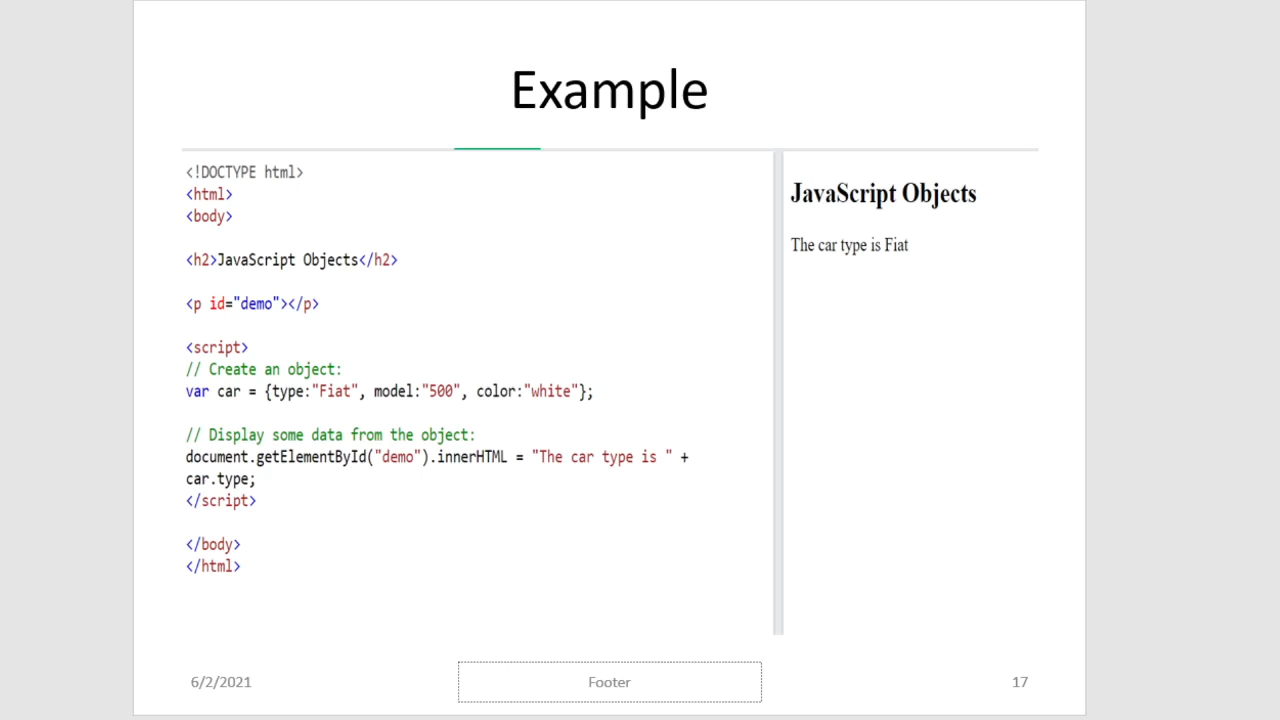 Example
<!DOCTYPE html>
<html>
<body>
<h2>JavaScript Objects</h2>
<p id="demo"></p>
<script>
// Create an object:
var car = {type:"Fiat", model:"500", color:"white"};
// Display some data from the object:
document.getElementById("demo").innerHTML = "The car type is " +
car.type;
</script>
</body>
</html>
JavaScript Objects
The car type is Fiat
6/2/2021
Footer
17